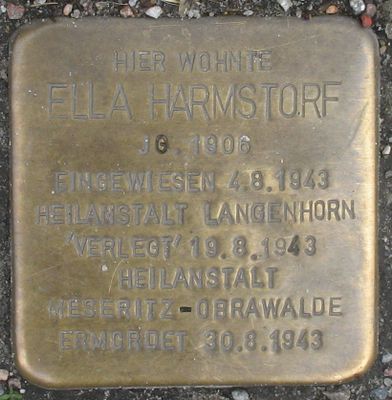 HIER WOHNTE
ELLA HARMSTORF
JG. 1906
EINGEWIESEN 4.8.1943
HEILANSTALT LANGENHORN
'VERLEGT' 19.8.1943
HEILANSTALT
MESERITZ-OBRAWALDE
ERMORDET 30.8.1943